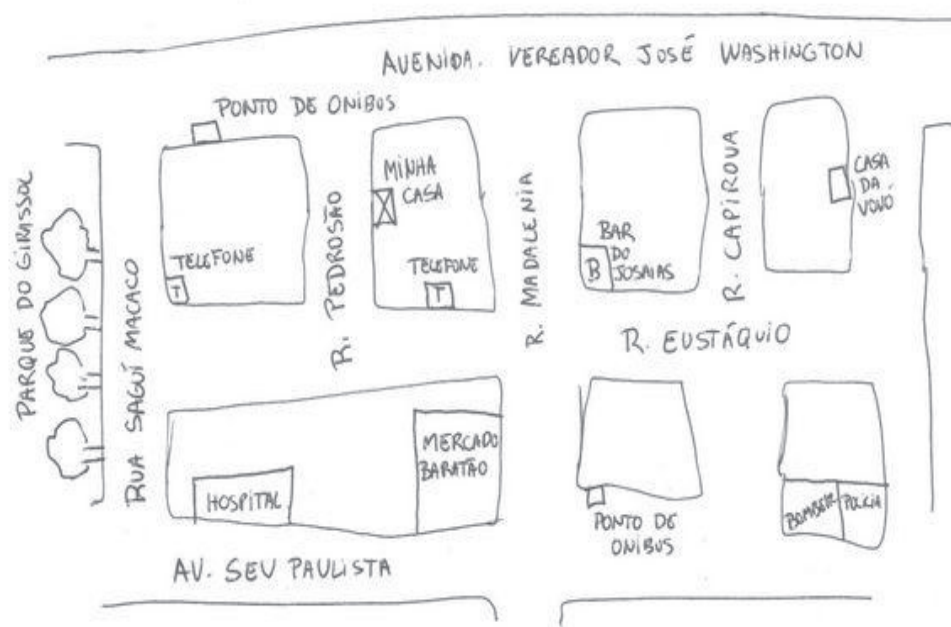 AVENIDA. VEREADOR JOSÉ WASHINGTON
PONTO DE ONIBUS
MINHA
CASA
CASA
DA
VOVÓ
PARQUE DO GIRASSOL
RUA SAGUÍ MACACO
TELEFONE
T
R. PEDROSÃO
TELEFONE
T
R. MADALENIA
BAR
DO
JOSAIAS
B
R. CAPIROVA
R. EUSTÁQUIO
HOSPITAL
MERCADO
BARATÃO
PONTO DE
ONIBUS
BOMBEIR
POLICIA
AV. SEU PAULISTA